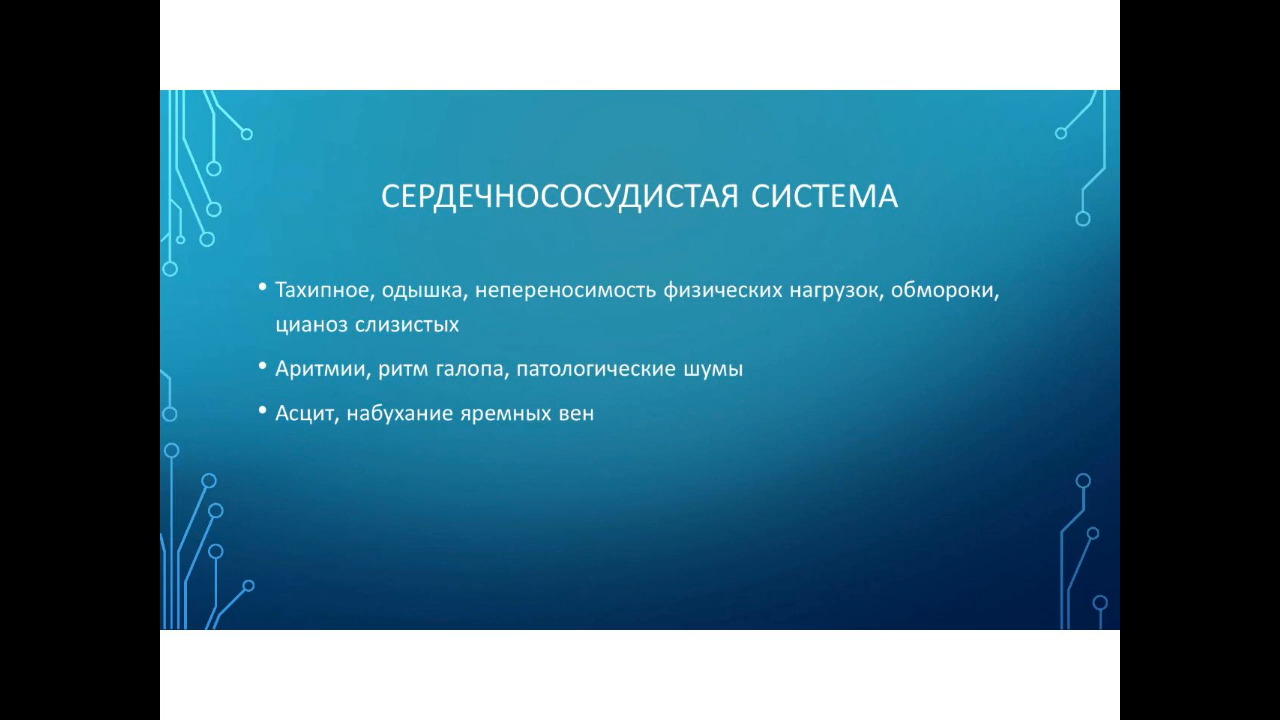 СЕРДЕЧНОСОСУДИСТАЯ СИСТЕМА
• Тахипное, одышка, непереносимость физических нагрузок, обмороки,
цианоз слизистых
• Аритмии, ритм галопа, патологические шумы
• Асцит, набухание яремных вен